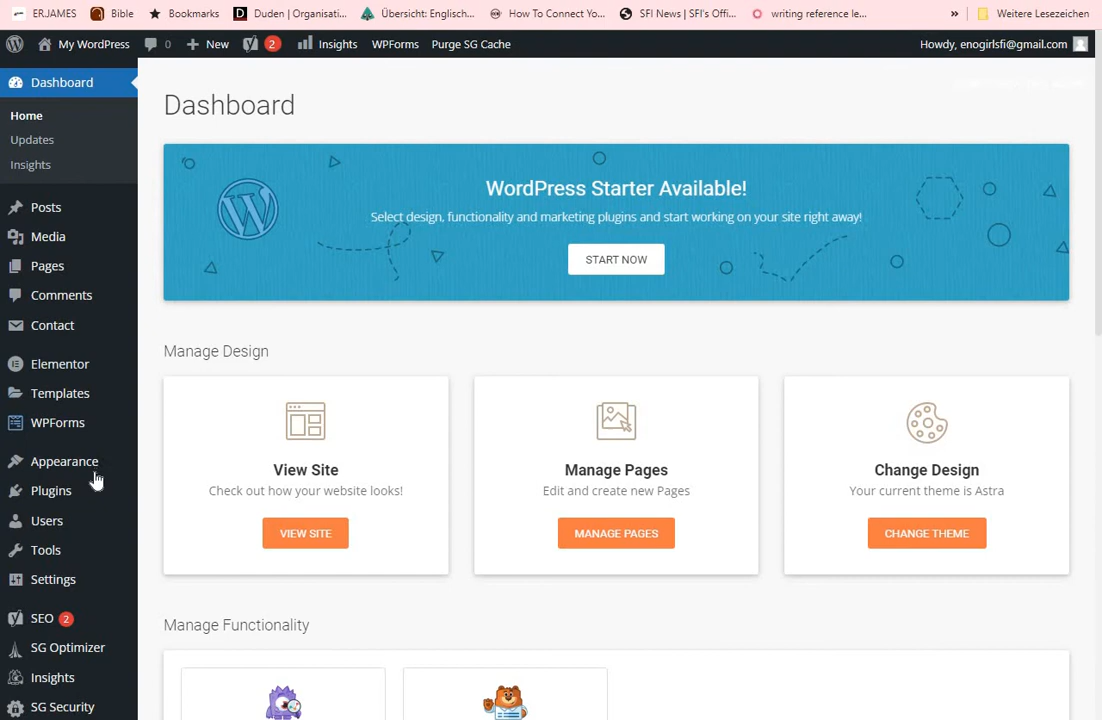 ERJAMES
Bible
Bookmarks
Duden | Organisati...
Übersicht: Englisch...
How To Connect Yo...
SFI News | SFI's Offi...
writing reference le...
»
Weitere Lesezeichen
My WordPress
0
+ New
2
Insights
WPForms
Purge SG Cache
Howdy, enogirlsfi@gmail.com
Dashboard
Home
Updates
Insights
Posts
Media
Pages
Comments
Contact
Elementor
Templates
WPForms
Appearance
Plugins
Users
Tools
Settings
SEO 2
SG Optimizer
Insights
SG Security
Dashboard
WordPress Starter Available!
Select design, functionality and marketing plugins and start working on your site right away!
START NOW
Manage Design
View Site
Check out how your website looks!
VIEW SITE
Manage Pages
Edit and create new Pages
MANAGE PAGES
Change Design
Your current theme is Astra
CHANGE THEME
Manage Functionality